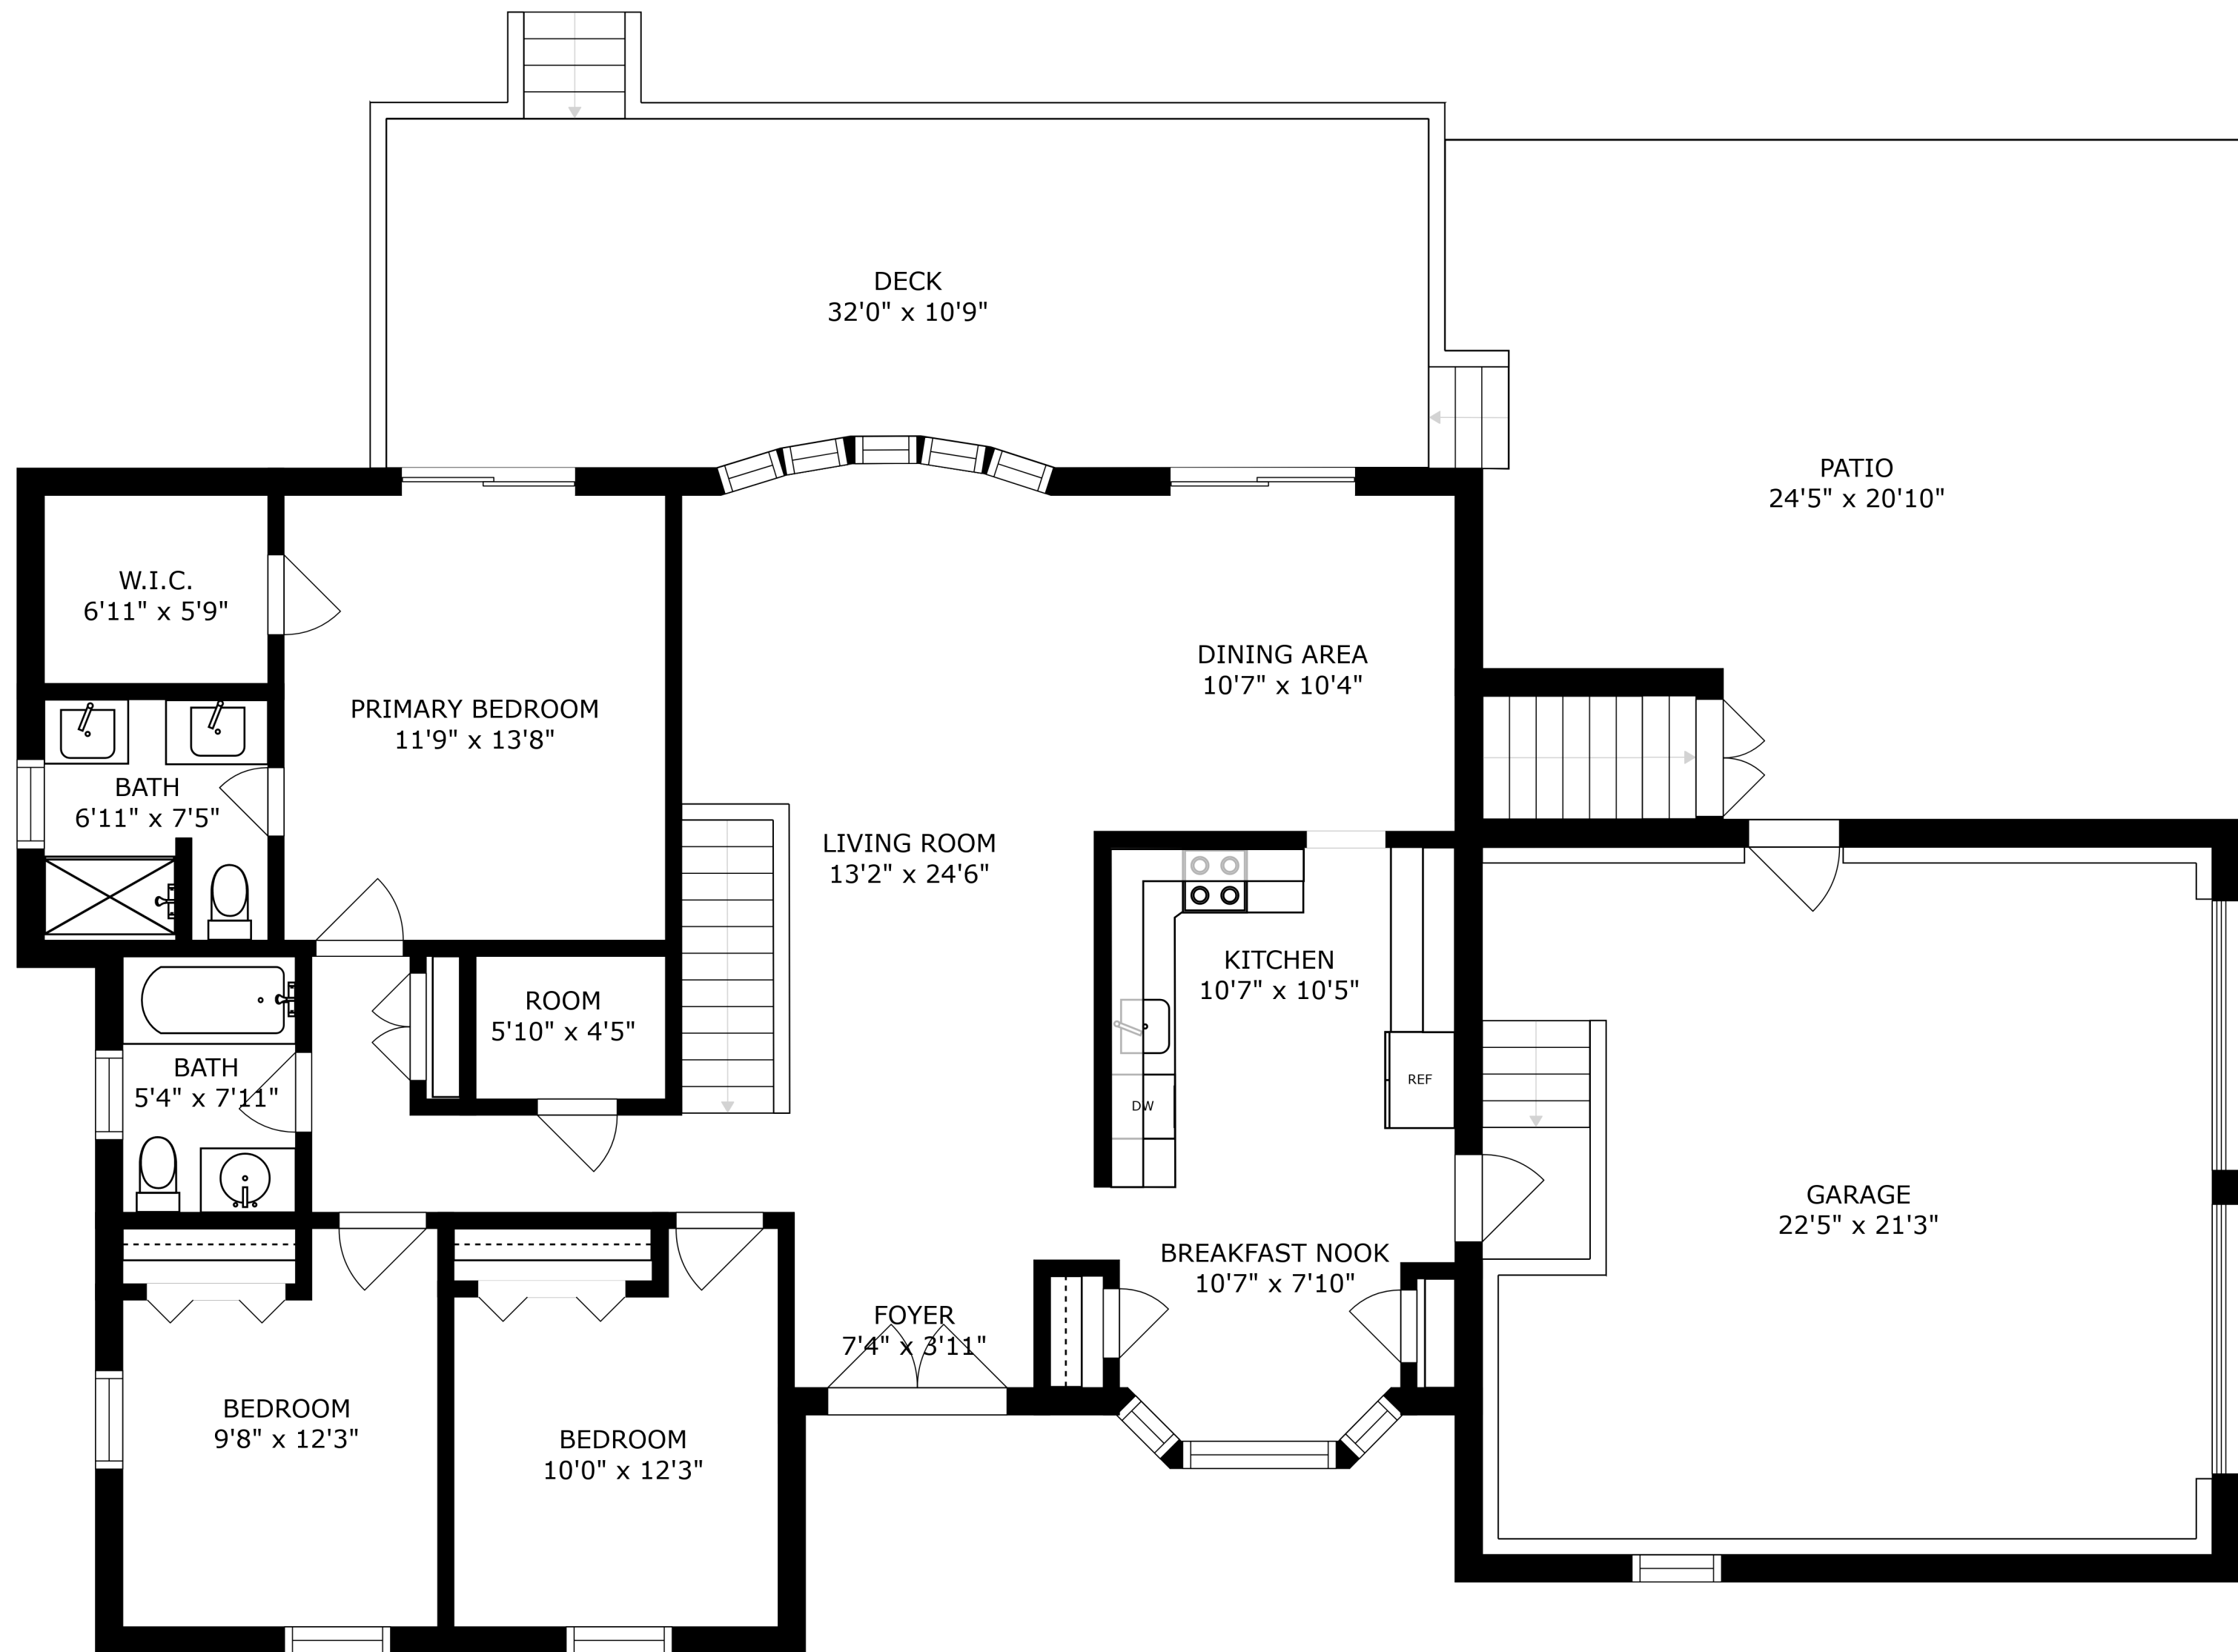 DECK
32'0" x 10'9"
PATIO
24'5" x 20'10"
W.I.C.
6'11" x 5'9"
DINING AREA
10'7" x 10'4"
PRIMARY BEDROOM
11'9" x 13'8"
BATH
6'11" x 7'5"
LIVING ROOM
13'2" x 24'6"
KITCHEN
10'7" x 10'5"
ROOM
5'10" x 4'5"
BATH
5'4" x 7'11"
REF
DW
GARAGE
22'5" x 21'3"
BREAKFAST NOOK
10'7" x 7'10"
FOYER
7'4" x 3'11"
BEDROOM
9'8" x 12'3"
BEDROOM
10'0" x 12'3"